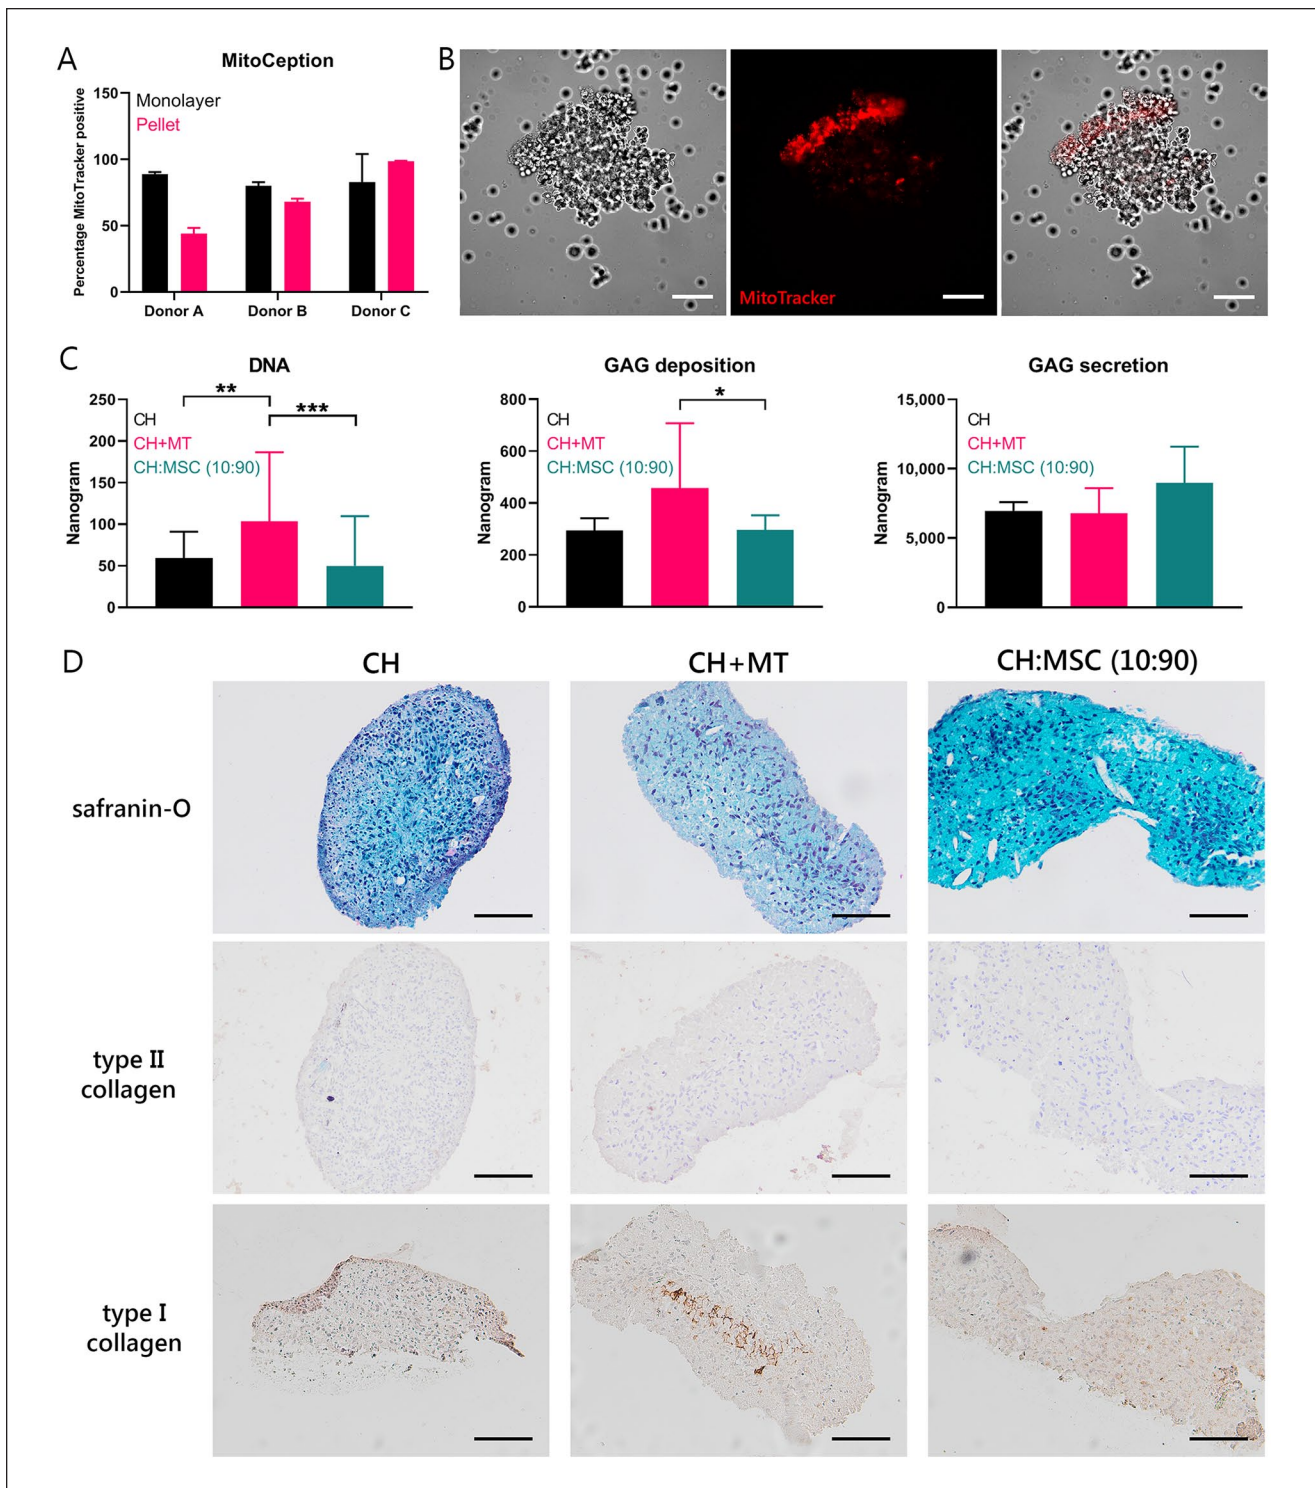 A
MitoCeption
Percentage MitoTracker positive
150
100
50
0
Monolayer
Pellet
Donor A
Donor B
Donor C
B
MitoTracker
C
DNA
Nanogram
250
200
150
100
50
0
CH
CH+MT
CH:MSC (10:90)
**
***
GAG deposition
Nanogram
800
600
400
200
0
CH
CH+MT
CH:MSC (10:90)
*
GAG secretion
Nanogram
15,000
10,000
5,000
0
CH
CH+MT
CH:MSC (10:90)
D
CH
CH+MT
CH:MSC (10:90)
safranin-O
type II
collagen
type I
collagen